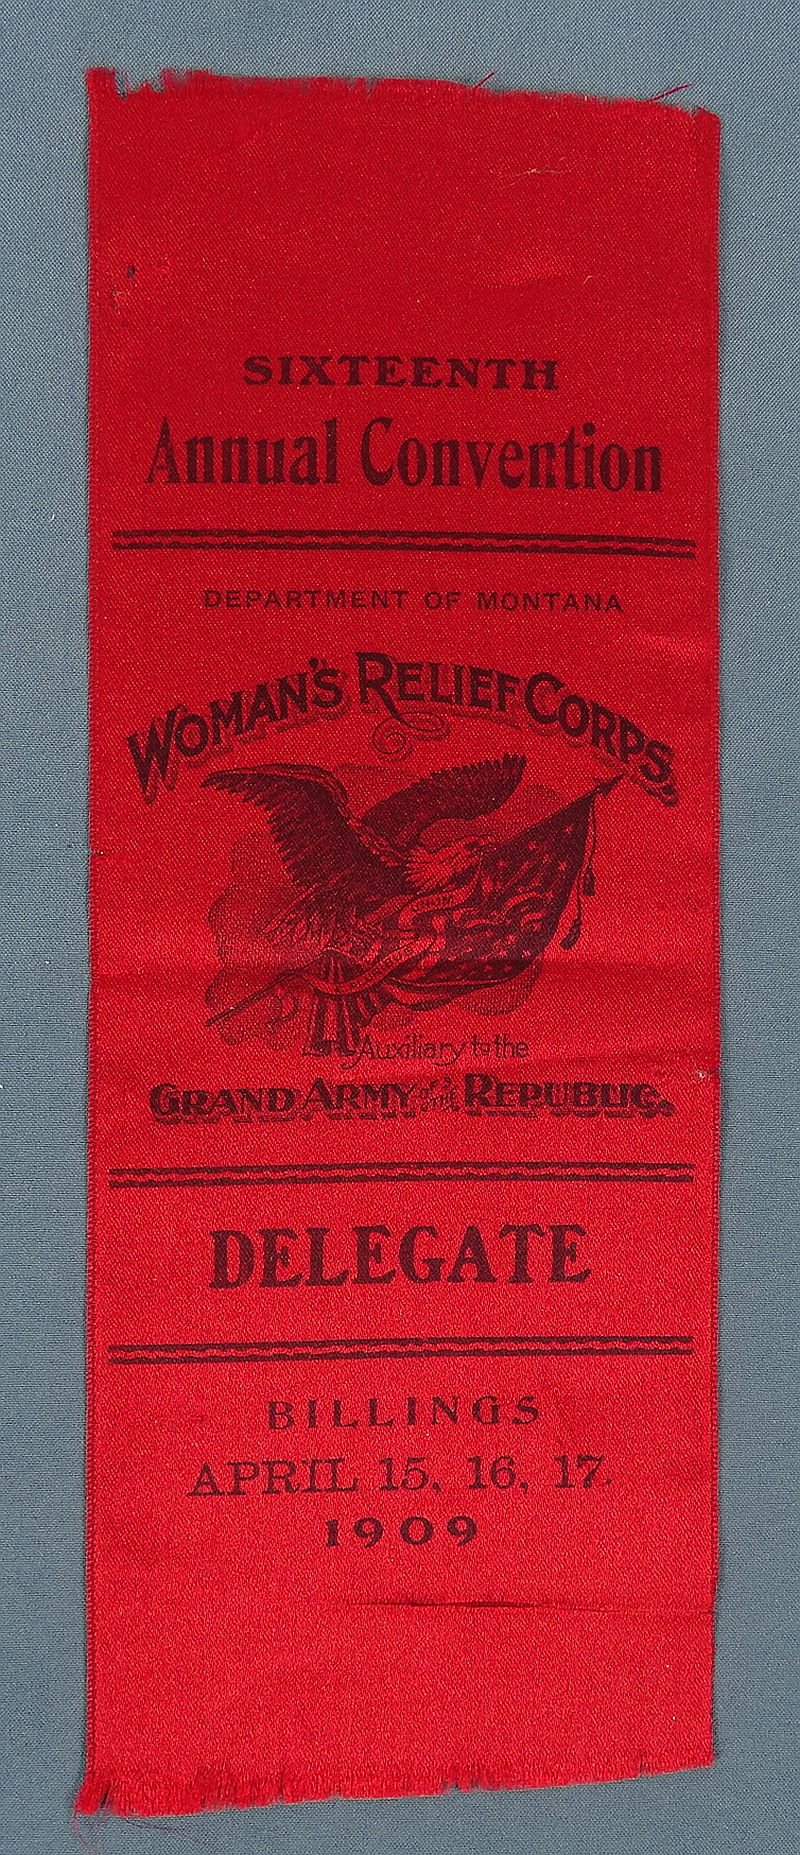 SIXTEENTH
Annual Convention
DEPARTMENT OF MONTANA
WOMAN'S RELIEF CORPS.
Auxiliary to the
GRAND ARMY OF THE REPUBLIC.
DELEGATE
BILLINGS
APRIL 15, 16, 17.
1909